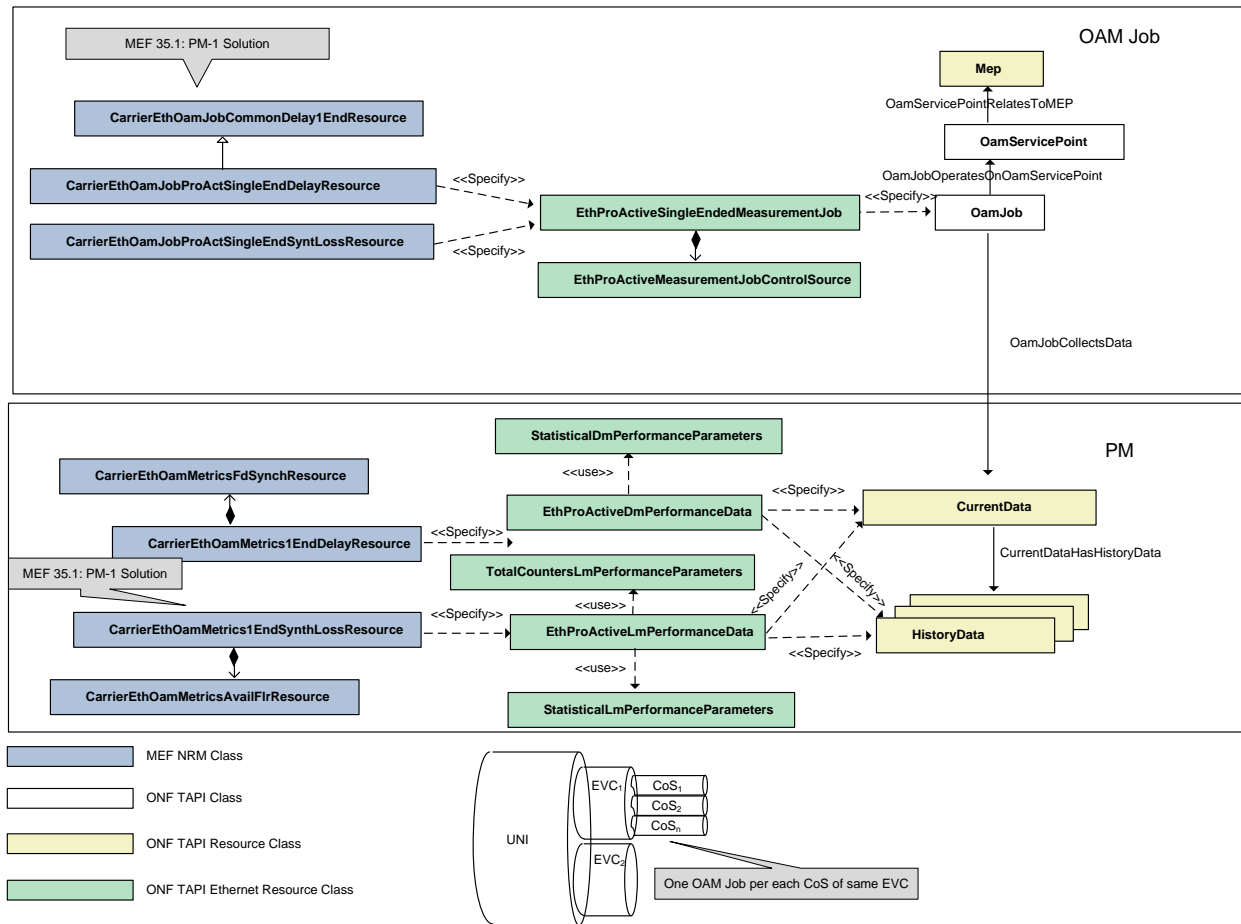 OAM Job
MEF 35.1: PM-1 Solution
Mep
OamServicePointRelatesToMEP
CarrierEthOamJobCommonDelay1EndResource
OamServicePoint
OamJobOperatesOnOamServicePoint
CarrierEthOamJobProActSingleEndDelayResource
<<Specify>>
EthProActiveSingleEndedMeasurementJob
<<Specify>>
OamJob
CarrierEthOamJobProActSingleEndSyntLossResource
<<Specify>>
EthProActiveMeasurementJobControlSource
OamJobCollectsData
PM
StatisticalDmPerformanceParameters
<<use>>
CarrierEthOamMetricsFdSynchResource
<<Specify>>
EthProActiveDmPerformanceData
CurrentData
CarrierEthOamMetrics1EndDelayResource
<<Specify>>
CurrentDataHasHistoryData
MEF 35.1: PM-1 Solution
TotalCountersLmPerformanceParameters
<<Specify>>
<<Specify>>
<<use>>
CarrierEthOamMetrics1EndSynthLossResource
<<Specify>>
EthProActiveLmPerformanceData
HistoryData
<<Specify>>
<<use>>
CarrierEthOamMetricsAvailFlrResource
StatisticalLmPerformanceParameters
MEF NRM Class
ONF TAPI Class
ONF TAPI Resource Class
ONF TAPI Ethernet Resource Class
UNI
EVC1
CoS1
CoS2
CoSn
EVC2
One OAM Job per each CoS of same EVC